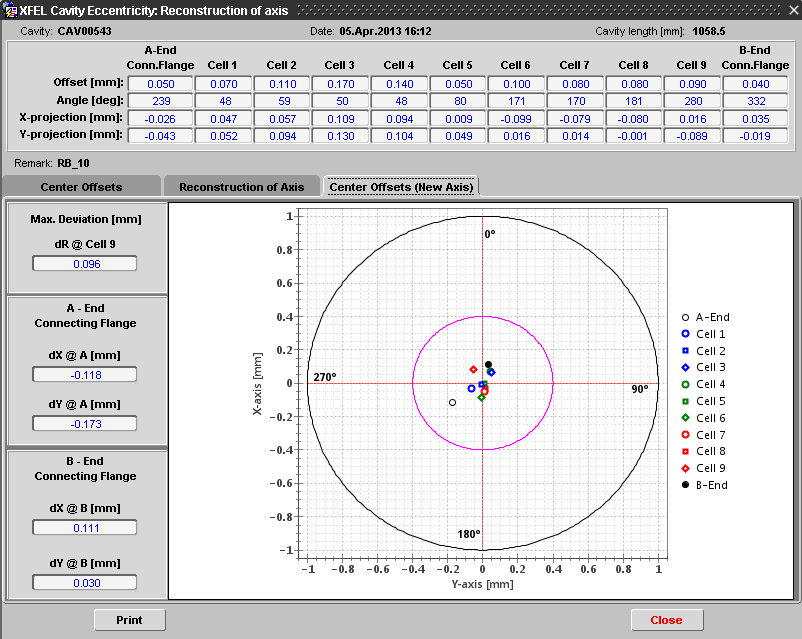 XFEL Cavity Eccentricity: Reconstruction of axis
Cavity: CAV00543 Date: 05.Apr.2013 16:12 Cavity length [mm]: 1058.5
A-End Conn.Flange Cell 1 Cell 2 Cell 3 Cell 4 Cell 5 Cell 6 Cell 7 Cell 8 Cell 9 B-End Conn.Flange
Offset [mm]: 0.050 0.070 0.110 0.170 0.140 0.050 0.100 0.080 0.080 0.090 0.040
Angle [deg]: 239 48 59 50 48 80 171 170 181 280 332
X-projection [mm]: -0.026 0.047 0.057 0.109 0.094 0.009 -0.099 -0.079 -0.080 0.016 0.035
Y-projection [mm]: -0.043 0.052 0.094 0.130 0.104 0.049 0.016 0.014 -0.001 -0.089 -0.019
Remark: RB_10
Center Offsets Reconstruction of Axis Center Offsets (New Axis)
Max. Deviation [mm]
dR @ Cell 9
0.096
A - End
Connecting Flange
dX @ A [mm]
-0.118
dY @ A [mm]
-0.173
B - End
Connecting Flange
dX @ B [mm]
0.111
dY @ B [mm]
0.030
X-axis [mm]
1
0.8
0.6
0.4
0.2
0
-0.2
-0.4
-0.6
-0.8
-1
0°
270°
90°
180°
-1 -0.8 -0.6 -0.4 -0.2 0 0.2 0.4 0.6 0.8 1
Y-axis [mm]
A-End
Cell 1
Cell 2
Cell 3
Cell 4
Cell 5
Cell 6
Cell 7
Cell 8
Cell 9
B-End
Print Close